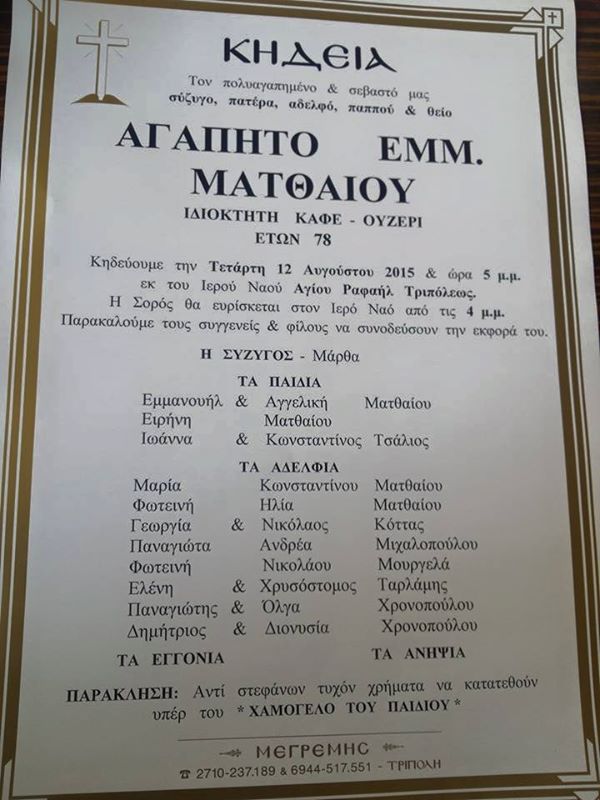 ΚΗΔΕΙΑ
Τον πολυαγαπημένο & σεβαστό μας
σύζυγο, πατέρα, αδελφό, παππού & θείο
ΑΓΑΠΗΤΟ ΕΜΜ.
ΜΑΤΘΑΙΟΥ
ΙΔΙΟΚΤΗΤΗ ΚΑΦΕ - ΟΥΖΕΡΙ
ΕΤΩΝ 78
Κηδεύουμε την Τετάρτη 12 Αυγούστου 2015 & ώρα 5 μ.μ.
εκ του Ιερού Ναού Αγίου Ραφαήλ Τριπόλεως.
Η Σορός θα ευρίσκεται στον Ιερό Ναό από τις 4 μ.μ.
Παρακαλούμε τους συγγενείς & φίλους να συνοδεύσουν την εκφορά του.
Η ΣΥΖΥΓΟΣ - Μάρθα
ΤΑ ΠΑΙΔΙΑ
Εμμανουήλ & Αγγελική Ματθαίου
Ειρήνη Ματθαίου
Ιωάννα & Κωνσταντίνος Τσάλιος
ΤΑ ΑΔΕΛΦΙΑ
Μαρία Κωνσταντίνου Ματθαίου
Φωτεινή Ηλία Ματθαίου
Γεωργία & Νικόλαος Κόττας
Παναγιώτα Ανδρέα Μιχαλοπούλου
Φωτεινή Νικολάου Μουργελά
Ελένη & Χρυσόστομος Ταρλάμης
Παναγιώτης & Όλγα Χρονοπούλου
Δημήτριος & Διονυσία Χρονοπούλου
ΤΑ ΕΓΓΟΝΙΑ ΤΑ ΑΝΗΨΙΑ
ΠΑΡΑΚΛΗΣΗ: Αντί στεφάνων τυχόν χρήματα να κατατεθούν
υπέρ του * ΧΑΜΟΓΕΛΟ ΤΟΥ ΠΑΙΔΙΟΥ *
ΜΕΓΡΕΜΗΣ
☎ 2710-237.189 & 6944-517.551 - ΤΡΙΠΟΛΗ